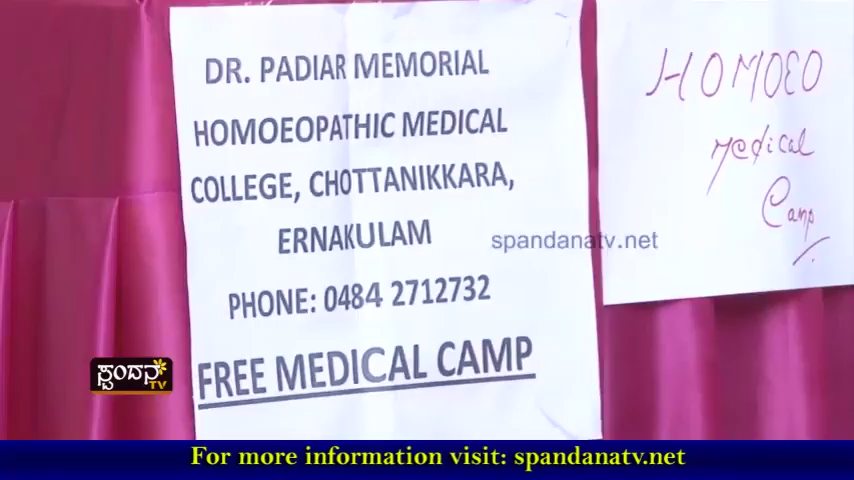 DR. PADIAR MEMORIAL
HOMOEOPATHIC MEDICAL
COLLEGE, CHOTTANIKKARA,
ERNAKULAM
PHONE: 0484 2712732
FREE MEDICAL CAMP
HOMOEO
Medical
Camp
spandanatv.net
ಸ್ಪಂದನ
TV
For more information visit: spandanatv.net